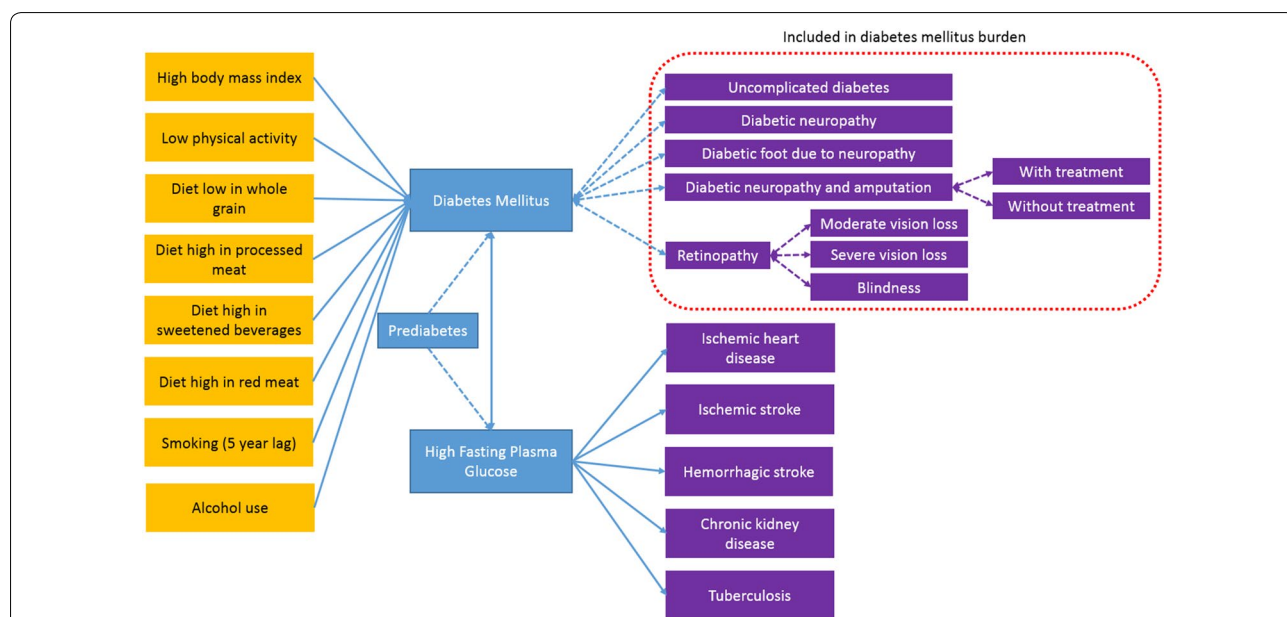 Included in diabetes mellitus burden
High body mass index
Low physical activity
Diet low in whole
grain
Diet high in processed
meat
Diet high in
sweetened beverages
Diet high in red meat
Smoking (5 year lag)
Alcohol use
Diabetes Mellitus
Prediabetes
High Fasting Plasma
Glucose
Uncomplicated diabetes
Diabetic neuropathy
Diabetic foot due to neuropathy
Diabetic neuropathy and amputation
With treatment
Without treatment
Retinopathy
Moderate vision loss
Severe vision loss
Blindness
Ischemic heart
disease
Ischemic stroke
Hemorrhagic stroke
Chronic kidney
disease
Tuberculosis